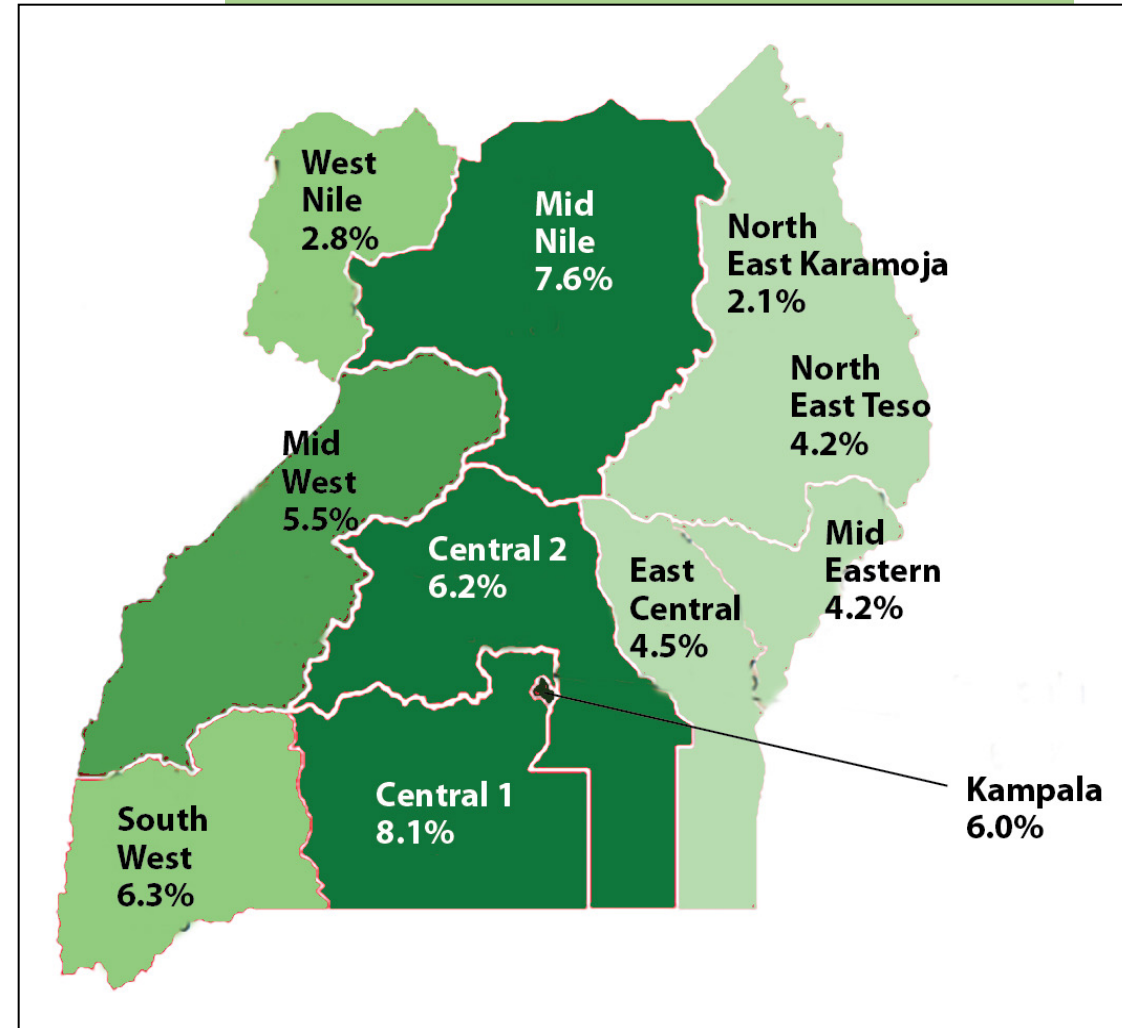 West
Nile
2.8%
Mid
Nile
7.6%
North
East Karamoja
2.1%
North
East Teso
4.2%
Mid
West
5.5%
Central 2
6.2%
East
Central
4.5%
Mid
Eastern
4.2%
Central 1
8.1%
Kampala
6.0%
South
West
6.3%